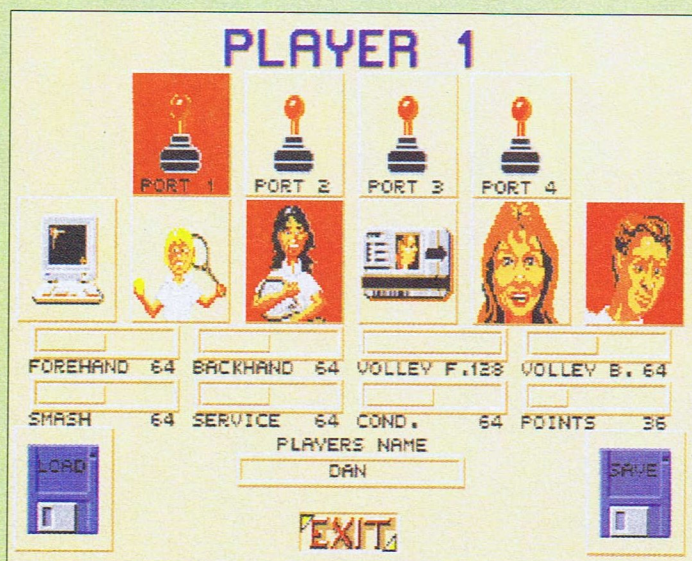 PLAYER 1
PORT 1 PORT 2 PORT 3 PORT 4
FOREHAND 64 BACKHAND 64 VOLLEY F.128 VOLLEY B. 64
SMASH 64 SERVICE 64 COND. 64 POINTS 36
PLAYERS NAME
LOAD DAN SAVE
EXIT